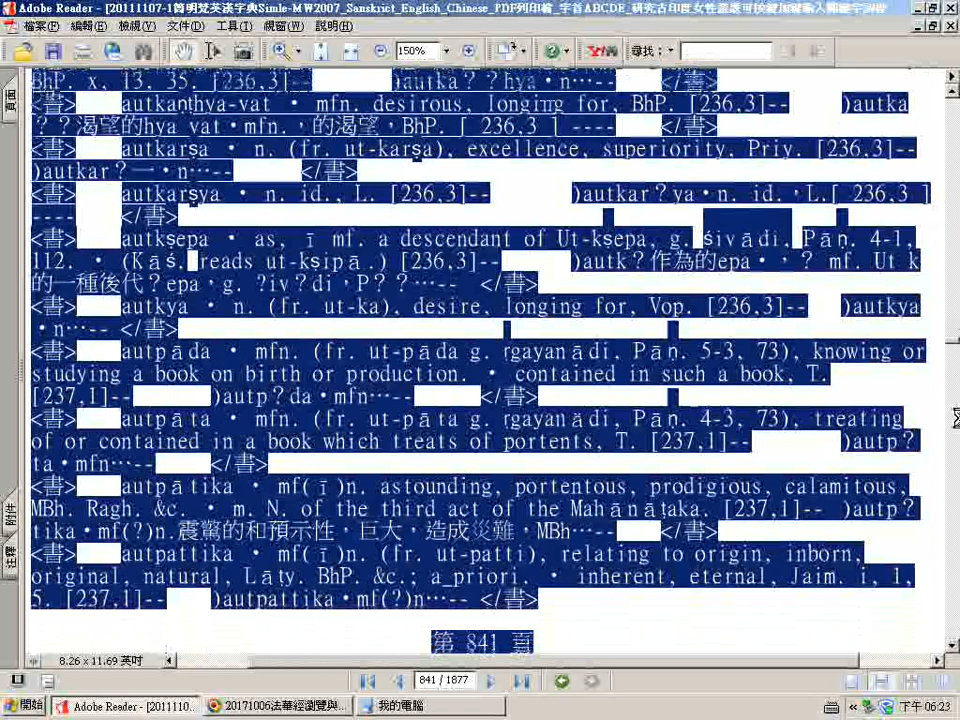 Adobe Reader - [20111107-1簡明梵英漢字典Simle-MW2007_Sanskrict_English_Chinese_PDF列印檔_字首ABCDE_研究古印度女性
檔案(F) 編輯(E) 檢視(V) 文件(D) 工具(T) 視窗(W) 說明(H)
150% 尋找：
頁面
附件
注釋
BhP. x, 13, 35. [236,3]-- )autka？？hya·n…-- </書>
<書> autkaṇṭhya-vat · mfn. desirous, longing for, BhP. [236,3]-- )autka
？？渴望的hya vat·mfn.，的渴望，BhP. [ 236,3 ] ---- </書>
<書> autkarṣa · n. (fr. ut-karṣa), excellence, superiority, Priy. [236,3]--
)autkar？一·n…-- </書>
<書> autkarṣya · n. id., L. [236,3]-- )autkar？ya·n. id.，L.[ 236,3 ]
---- </書>
<書> autkṣepa · as, ī mf. a descendant of Ut-kṣepa, g. śivādi, Pāṇ. 4-1,
112. · (Kāś, reads ut-kṣipā.) [236,3]-- )autk？作為的epa·，？ mf. Ut k
的一種後代？epa，g. ?iv？di，P？？…-- </書>
<書> autkya · n. (fr. ut-ka), desire, longing for, Vop. [236,3]-- )autkya
·n…-- </書>
<書> autpāda · mfn. (fr. ut-pāda g. ṛgayanādi, Pāṇ. 5-3, 73), knowing or
studying a book on birth or production. · contained in such a book, T.
[237,1]-- )autp？da·mfn…-- </書>
<書> autpāta · mfn. (fr. ut-pāta g. ṛgayanādi, Pāṇ. 4-3, 73), treating
of or contained in a book which treats of portents, T. [237,1]-- )autp？
ta·mfn…-- </書>
<書> autpātika · mf(ī)n. astounding, portentous, prodigious, calamitous,
MBh. Ragh. &c. · m. N. of the third act of the Mahānāṭaka. [237,1]-- )autp？
tika·mf(?)n.震驚的和預示性，巨大，造成災難，MBh…-- </書>
<書> autpattika · mf(ī)n. (fr. ut-patti), relating to origin, inborn,
original, natural, Lāṭy. BhP. &c.; a_priori. · inherent, eternal, Jaim. i, 1,
5. [237,1]-- )autpattika·mf(?)n…-- </書>
第 841 頁
8.26 x 11.69 英吋
841 / 1877
開始 Adobe Reader - [2011110... 20171006法華經瀏覽與... 我的電腦 下午 06:23